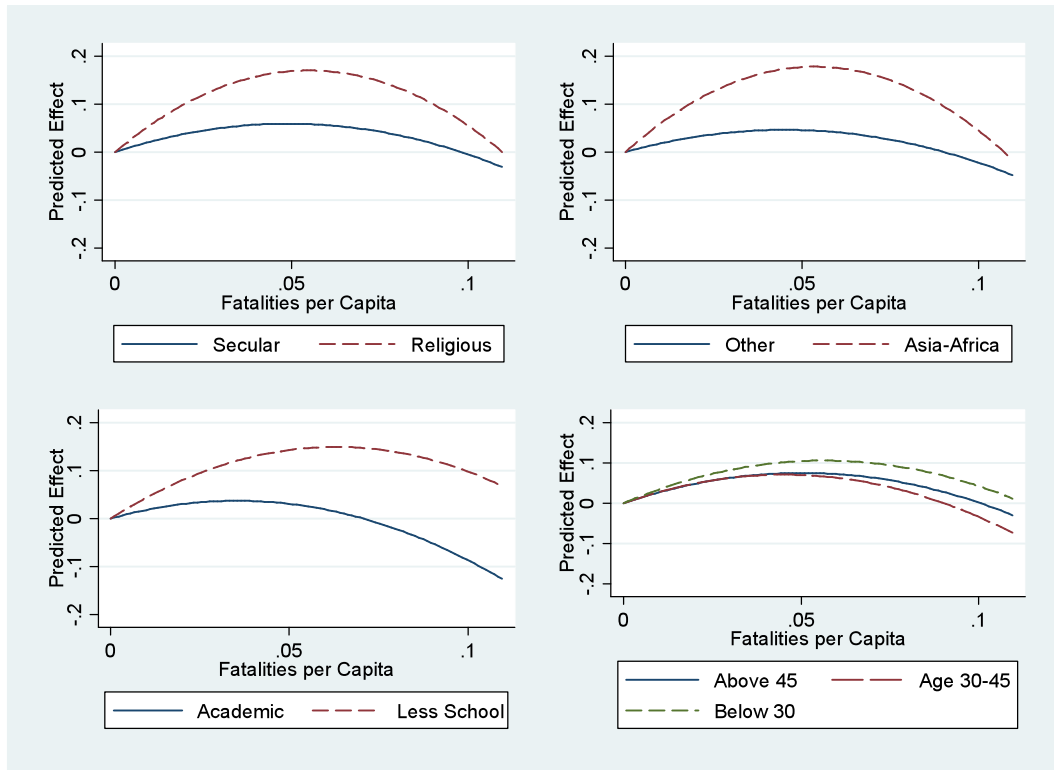 Predicted Effect
.2
.1
0
-.1
-.2
0 .05 .1
Fatalities per Capita
Secular Religious
Predicted Effect
.2
.1
0
-.1
-.2
0 .05 .1
Fatalities per Capita
Other Asia-Africa
Predicted Effect
.2
.1
0
-.1
-.2
0 .05 .1
Fatalities per Capita
Academic Less School
Predicted Effect
.2
.1
0
-.1
-.2
0 .05 .1
Fatalities per Capita
Above 45 Age 30-45
Below 30